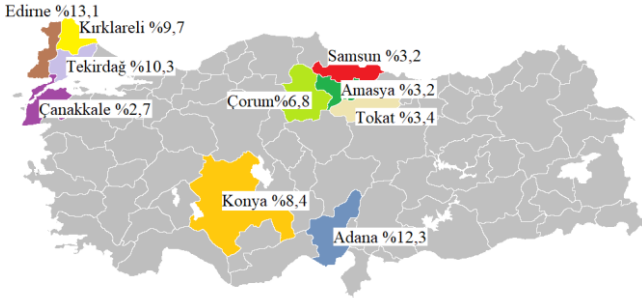 Edirne %13,1
Kırklareli %9,7
Tekirdağ %10,3
Çanakkale %2,7
Samsun %3,2
Amasya %3,2
Çorum%6,8
Tokat %3,4
Konya %8,4
Adana %12,3